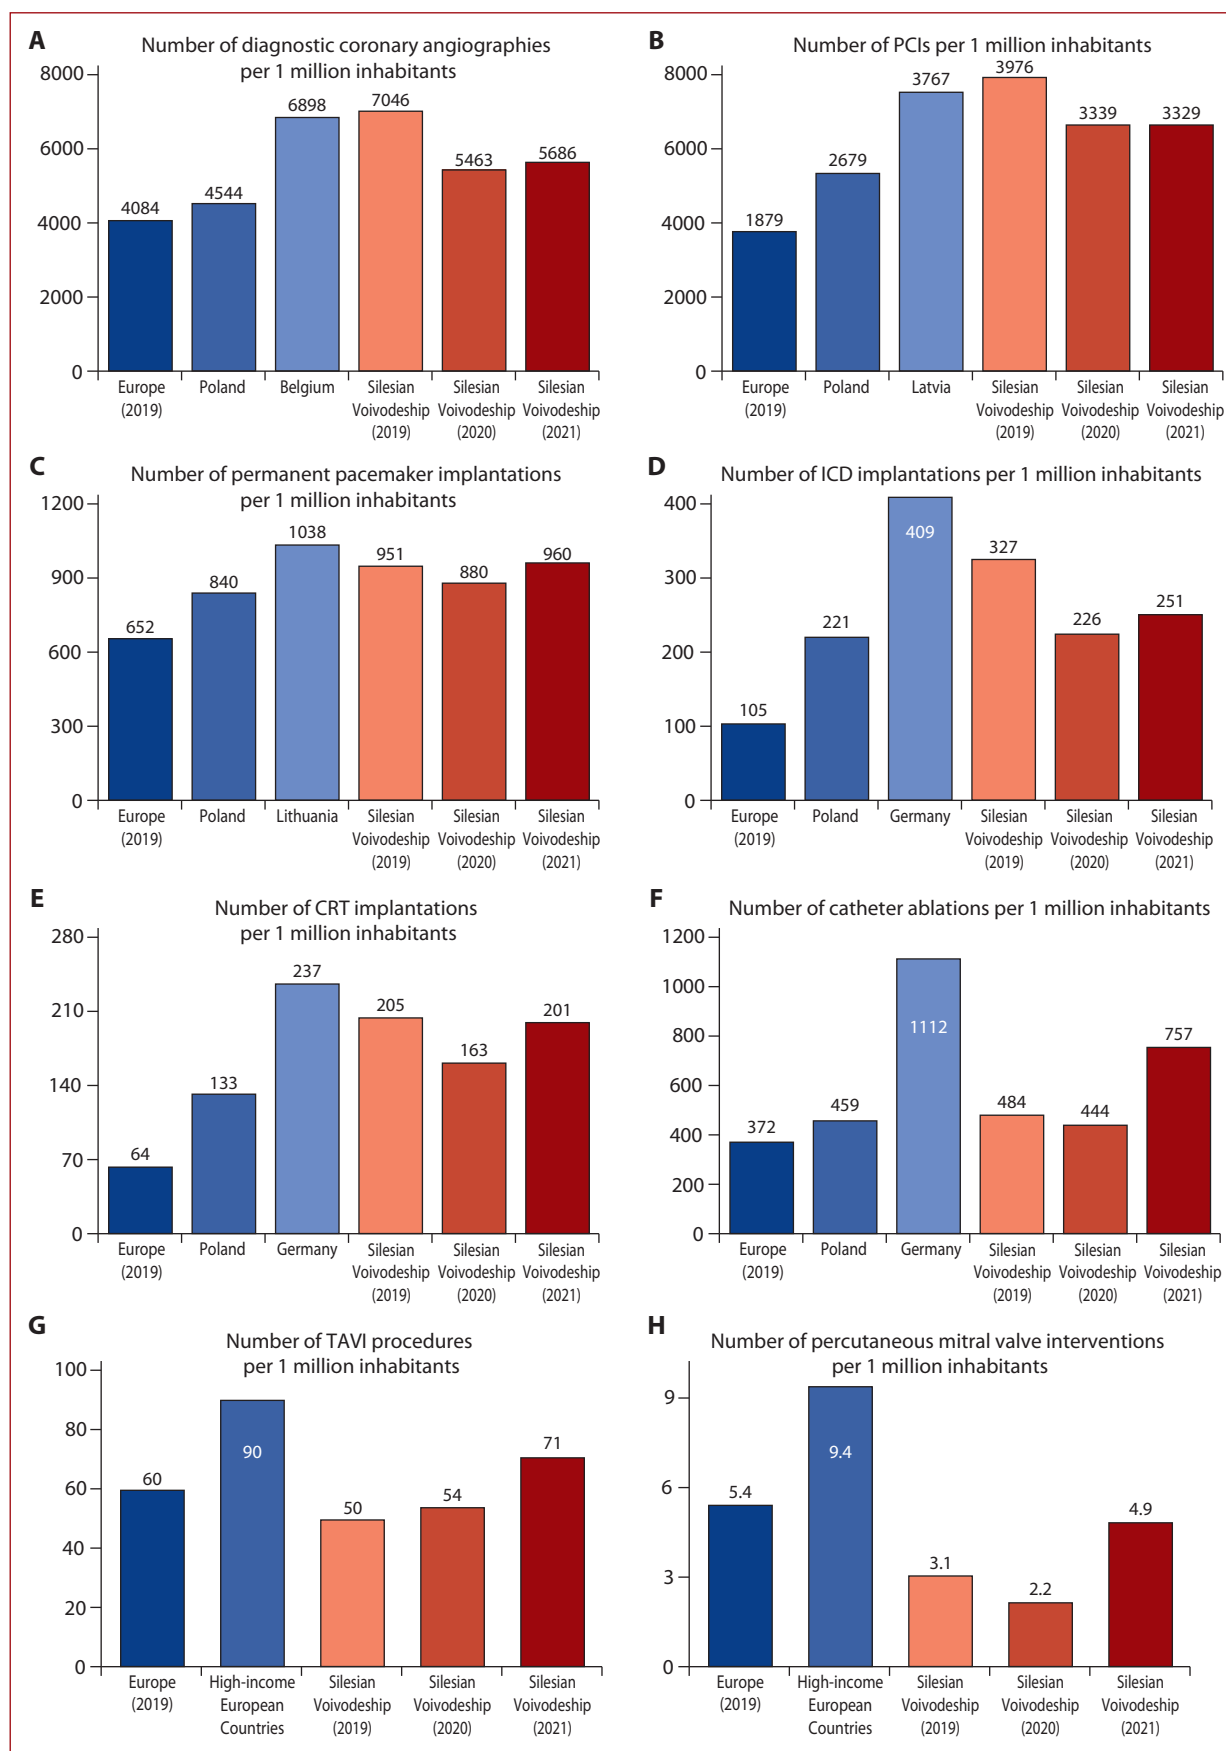 A
Number of diagnostic coronary angiographies
per 1 million inhabitants
8000
6000
4000
2000
0
4084
4544
6898
7046
5463
5686
Europe
(2019)
Poland
Belgium
Silesian
Voivodeship
(2019)
Silesian
Voivodeship
(2020)
Silesian
Voivodeship
(2021)
B
Number of PCIs per 1 million inhabitants
8000
6000
4000
2000
0
1879
2679
3767
3976
3339
3329
Europe
(2019)
Poland
Latvia
Silesian
Voivodeship
(2019)
Silesian
Voivodeship
(2020)
Silesian
Voivodeship
(2021)
C
Number of permanent pacemaker implantations
per 1 million inhabitants
1200
900
600
300
0
652
840
1038
951
880
960
Europe
(2019)
Poland
Lithuania
Silesian
Voivodeship
(2019)
Silesian
Voivodeship
(2020)
Silesian
Voivodeship
(2021)
D
Number of ICD implantations per 1 million inhabitants
400
300
200
100
0
105
221
409
327
226
251
Europe
(2019)
Poland
Germany
Silesian
Voivodeship
(2019)
Silesian
Voivodeship
(2020)
Silesian
Voivodeship
(2021)
E
Number of CRT implantations
per 1 million inhabitants
280
210
140
70
0
64
133
237
205
163
201
Europe
(2019)
Poland
Germany
Silesian
Voivodeship
(2019)
Silesian
Voivodeship
(2020)
Silesian
Voivodeship
(2021)
F
Number of catheter ablations per 1 million inhabitants
1200
1000
800
600
400
200
0
372
459
1112
484
444
757
Europe
(2019)
Poland
Germany
Silesian
Voivodeship
(2019)
Silesian
Voivodeship
(2020)
Silesian
Voivodeship
(2021)
G
Number of TAVI procedures
per 1 million inhabitants
100
80
60
40
20
0
60
90
50
54
71
Europe
(2019)
High-income
European
Countries
Silesian
Voivodeship
(2019)
Silesian
Voivodeship
(2020)
Silesian
Voivodeship
(2021)
H
Number of percutaneous mitral valve interventions
per 1 million inhabitants
9
6
3
0
5.4
9.4
3.1
2.2
4.9
Europe
(2019)
High-income
European
Countries
Silesian
Voivodeship
(2019)
Silesian
Voivodeship
(2020)
Silesian
Voivodeship
(2021)